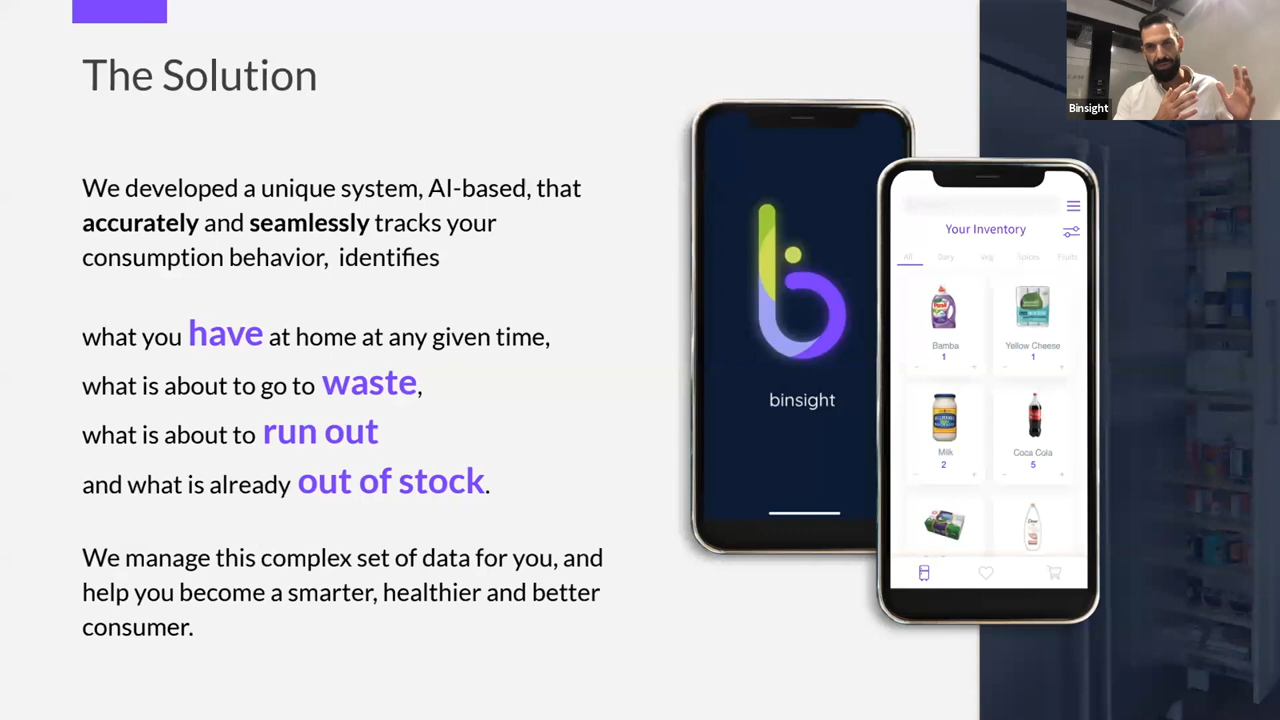 The Solution
We developed a unique system, AI-based, that
accurately and seamlessly tracks your
consumption behavior, identifies
what you have at home at any given time,
what is about to go to waste,
what is about to run out
and what is already out of stock.
We manage this complex set of data for you, and
help you become a smarter, healthier and better
consumer.
binsight
Your Inventory
All Dairy Veg Spices Fruits
Bamba
1
Yellow Cheese
1
Milk
2
Coca Cola
5
Binsight